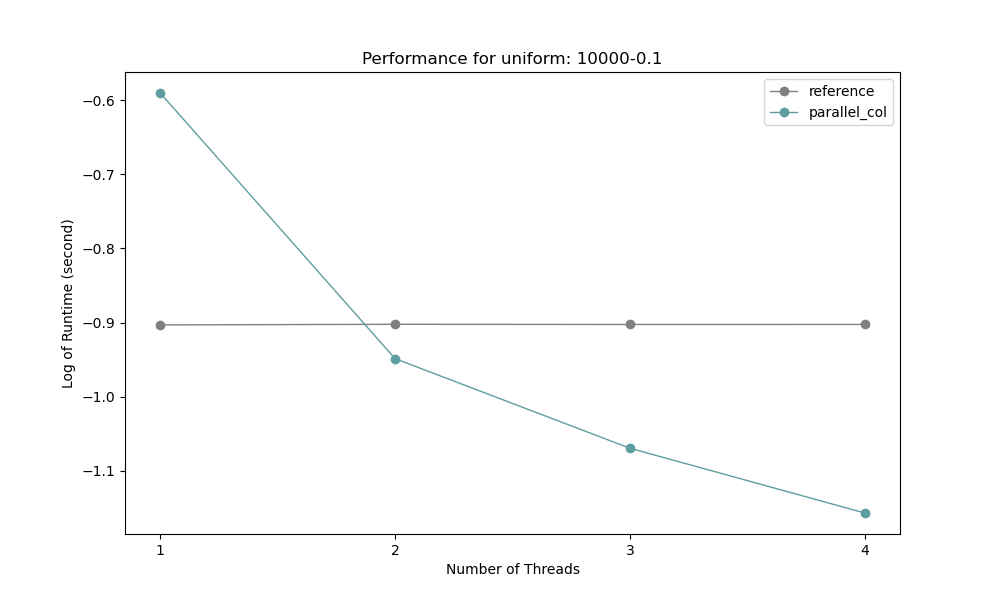 Performance for uniform: 10000-0.1
reference
parallel_col
Log of Runtime (second)
−0.6
−0.7
−0.8
−0.9
−1.0
−1.1
1 2 3 4
Number of Threads